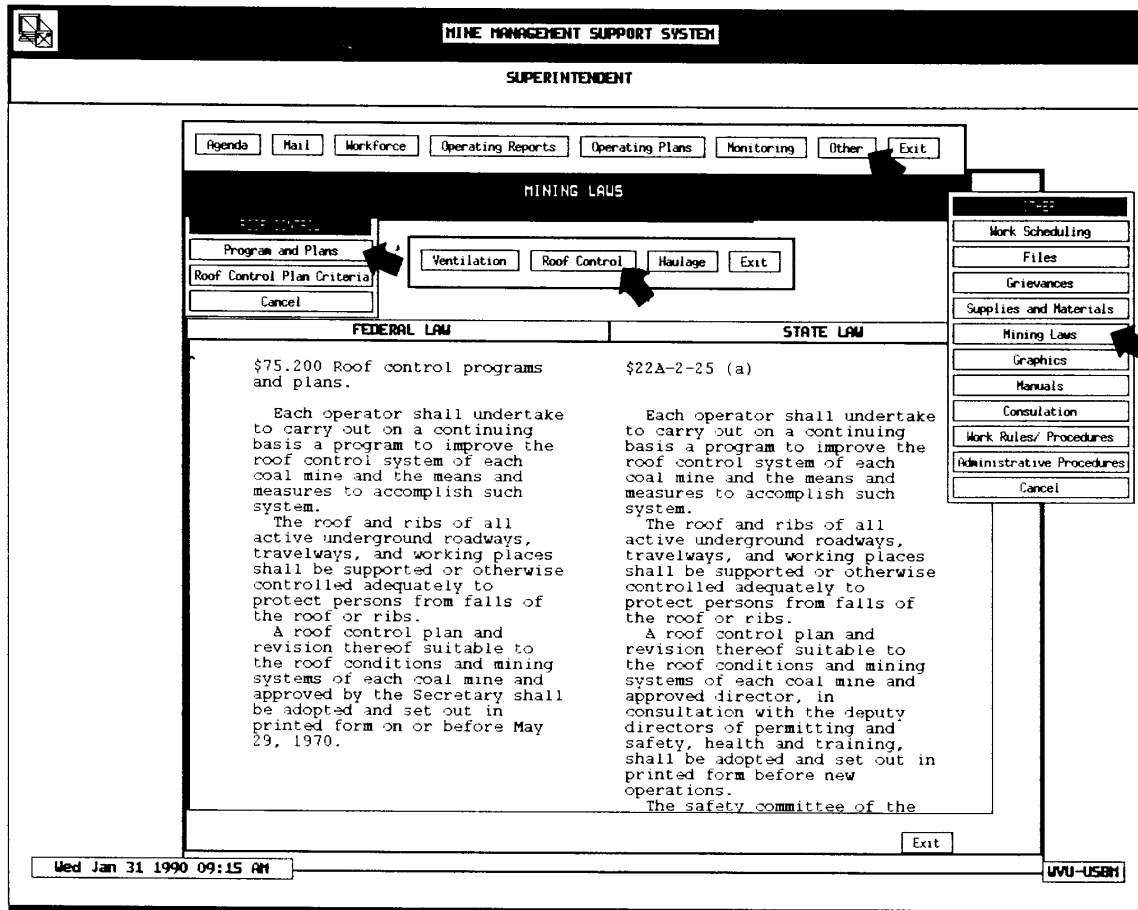 MINE MANAGEMENT SUPPORT SYSTEM
SUPERINTENDENT
Agenda Mail Workforce Operating Reports Operating Plans Monitoring Other Exit
MINING LAWS
ROOF CONTROL
Program and Plans
Roof Control Plan Criteria
Cancel
Ventilation Roof Control Haulage Exit
OTHER
Work Scheduling
Files
Grievances
Supplies and Materials
Mining Laws
Graphics
Manuals
Consulation
Work Rules/ Procedures
Administrative Procedures
Cancel
FEDERAL LAW
$75.200 Roof control programs
and plans.
Each operator shall undertake
to carry out on a continuing
basis a program to improve the
roof control system of each
coal mine and the means and
measures to accomplish such
system.
The roof and ribs of all
active underground roadways,
travelways, and working places
shall be supported or otherwise
controlled adequately to
protect persons from falls of
the roof or ribs.
A roof control plan and
revision thereof suitable to
the roof conditions and mining
systems of each coal mine and
approved by the Secretary shall
be adopted and set out in
printed form on or before May
29, 1970.
STATE LAW
$22A-2-25 (a)
Each operator shall undertake
to carry out on a continuing
basis a program to improve the
roof control system of each
coal mine and the means and
measures to accomplish such
system.
The roof and ribs of all
active underground roadways,
travelways, and working places
shall be supported or otherwise
controlled adequately to
protect persons from falls of
the roof or ribs.
A roof control plan and
revision thereof suitable to
the roof conditions and mining
systems of each coal mine and
approved director, in
consultation with the deputy
directors of permitting and
safety, health and training,
shall be adopted and set out in
printed form before new
operations.
The safety committee of the
Exit
Wed Jan 31 1990 09:15 AM
WVU-USBM